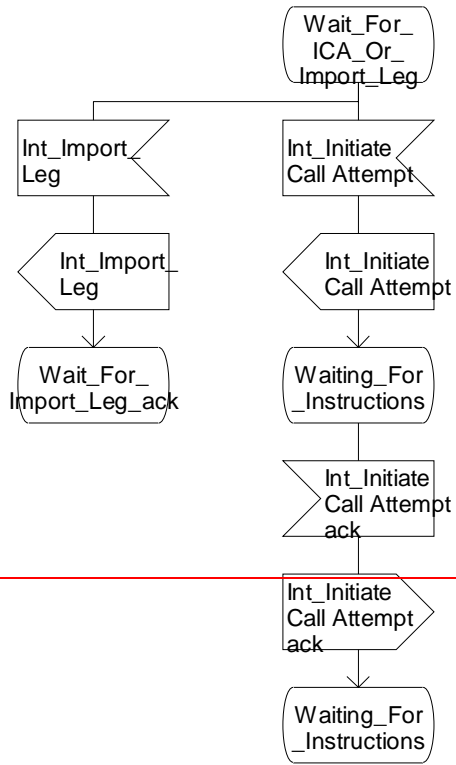 Wait_For_
ICA_Or_
Import_Leg
Int_Import_
Leg
Int_Initiate
Call Attempt
Int_Import_
Leg
Int_Initiate
Call Attempt
Wait_For_
Import_Leg_ack
Waiting_For
_Instructions
Int_Initiate
Call Attempt
ack
Int_Initiate
Call Attempt
ack
Waiting_For
_Instructions